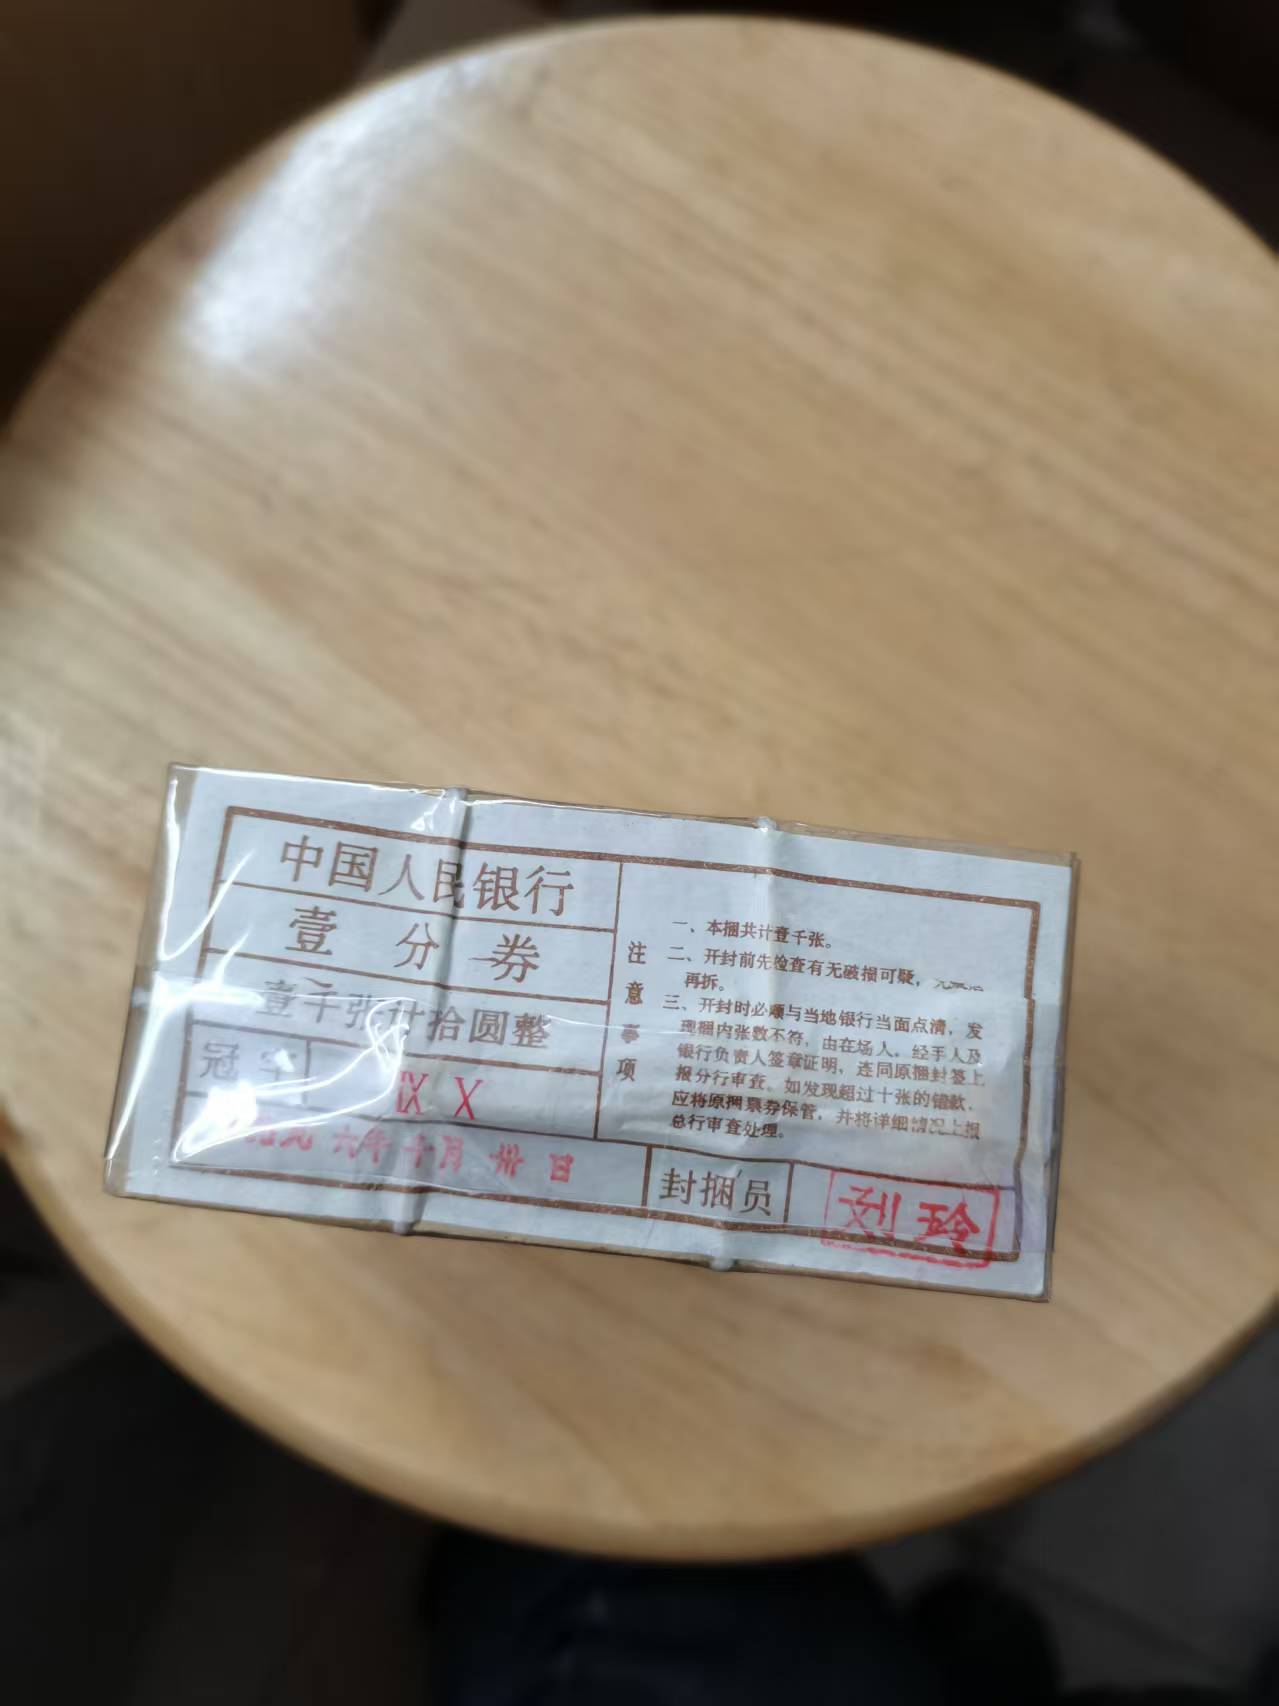 中国人民银行
壹分券
壹千张计拾圆整
冠字
Ⅸ Ⅹ
六年十月卅日
注意事项
一、本捆共计壹千张。
二、开封前先检查有无破损可疑,
再拆。
三、开封时必须与当地银行当面点清,发
现捆内张数不符,由在场人、经手人及
银行负责人签章证明,连同原捆封签上
报分行审查。如发现超过十张的错款,
应将原捆票券保管,并将详细情况上报
总行审查处理。
封捆员